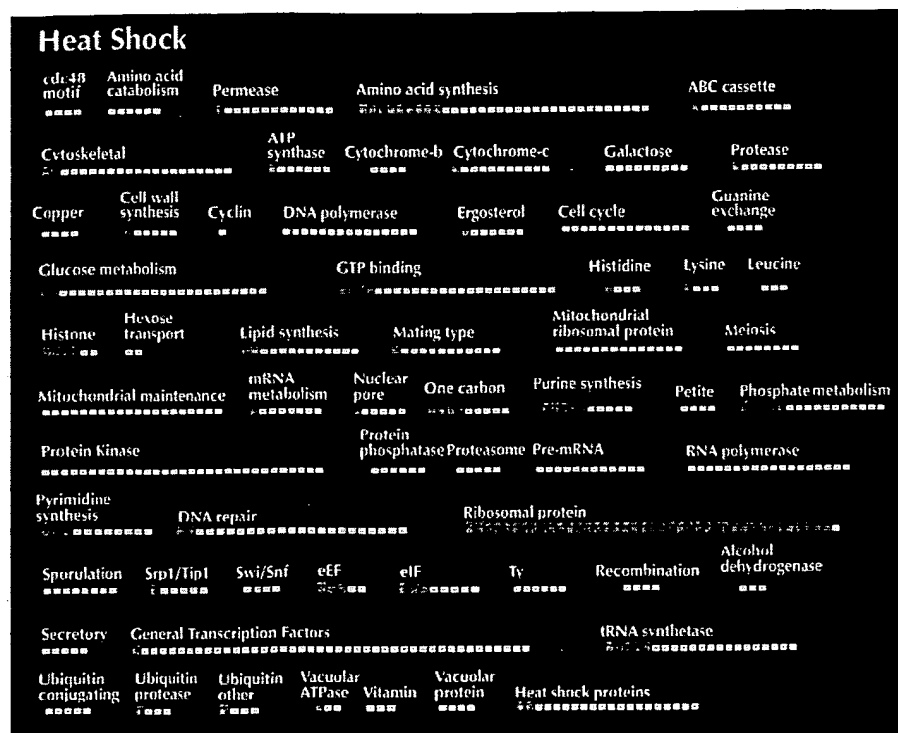 Heat Shock
cdc48 motif
Amino acid catabolism
Permease
Amino acid synthesis
ABC cassette
Cytoskeletal
ATP synthase
Cytochrome-b
Cytochrome-c
Galactose
Protease
Copper
Cell wall synthesis
Cyclin
DNA polymerase
Ergosterol
Cell cycle
Guanine exchange
Glucose metabolism
GTP binding
Histidine
Lysine
Leucine
Histone
Hexose transport
Lipid synthesis
Mating type
Mitochondrial ribosomal protein
Meiosis
Mitochondrial maintenance
mRNA metabolism
Nuclear pore
One carbon
Purine synthesis
Petite
Phosphate metabolism
Protein Kinase
Protein phosphatase
Proteasome
Pre-mRNA
RNA polymerase
Pyrimidine synthesis
DNA repair
Ribosomal protein
Sporulation
Srp1/Tip1
Swi/Snf
eEF
eIF
Ty
Recombination
Alcohol dehydrogenase
Secretory
General Transcription Factors
tRNA synthetase
Ubiquitin conjugating
Ubiquitin protease
Ubiquitin other
Vacuolar ATPase
Vitamin
Vacuolar protein
Heat shock proteins